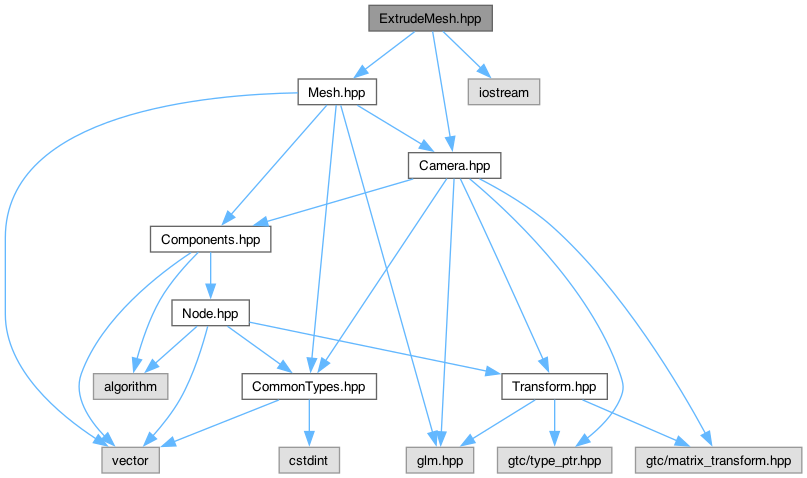 ExtrudeMesh.hpp
Mesh.hpp
iostream
Camera.hpp
Components.hpp
Node.hpp
algorithm
CommonTypes.hpp
Transform.hpp
vector
cstdint
glm.hpp
gtc/type_ptr.hpp
gtc/matrix_transform.hpp